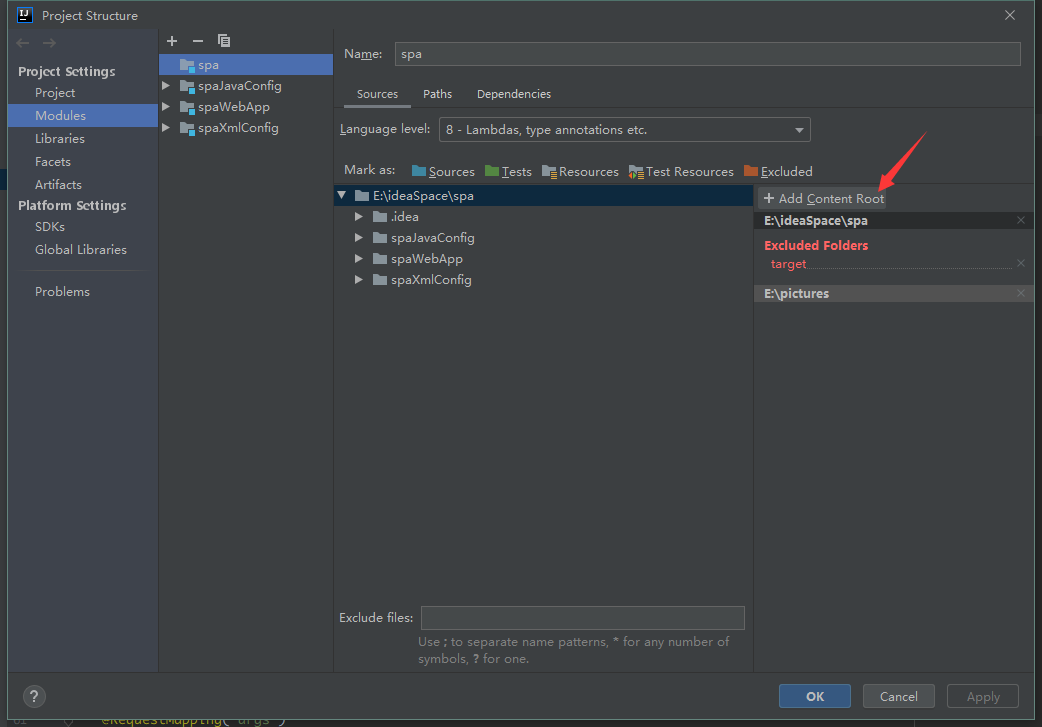 Project Structure
Project Settings
Project
Modules
Libraries
Facets
Artifacts
Platform Settings
SDKs
Global Libraries
Problems
spa
spaJavaConfig
spaWebApp
spaXmlConfig
Name: spa
Sources Paths Dependencies
Language level: 8 - Lambdas, type annotations etc.
Mark as: Sources Tests Resources Test Resources Excluded
E:\ideaSpace\spa
.idea
spaJavaConfig
spaWebApp
spaXmlConfig
+ Add Content Root
E:\ideaSpace\spa
Excluded Folders
target
E:\pictures
Exclude files:
Use ; to separate name patterns, * for any number of
symbols, ? for one.
? OK Cancel Apply